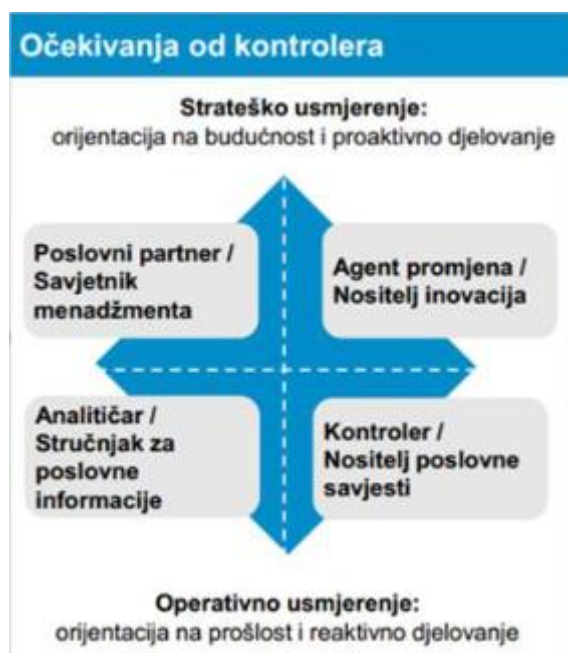 Očekivanja od kontrolera
Strateško usmjerenje:
orijentacija na budućnost i proaktivno djelovanje
Poslovni partner /
Savjetnik
menadžmenta
Agent promjena /
Nositelj inovacija
Analitičar /
Stručnjak za
poslovne
informacije
Kontroler /
Nositelj poslovne
savjesti
Operativno usmjerenje:
orijentacija na prošlost i reaktivno djelovanje